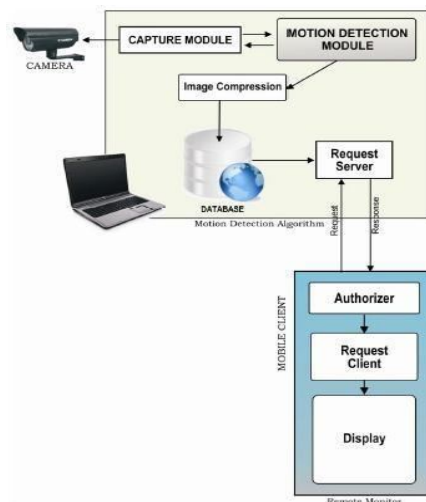 CAPTURE MODULE
MOTION DETECTION
MODULE
CAMERA
Image Compression
Request
Server
DATABASE
Motion Detection Algorithm
Request
Response
MOBILE CLIENT
Authorizer
Request
Client
Display
Remote Monitor